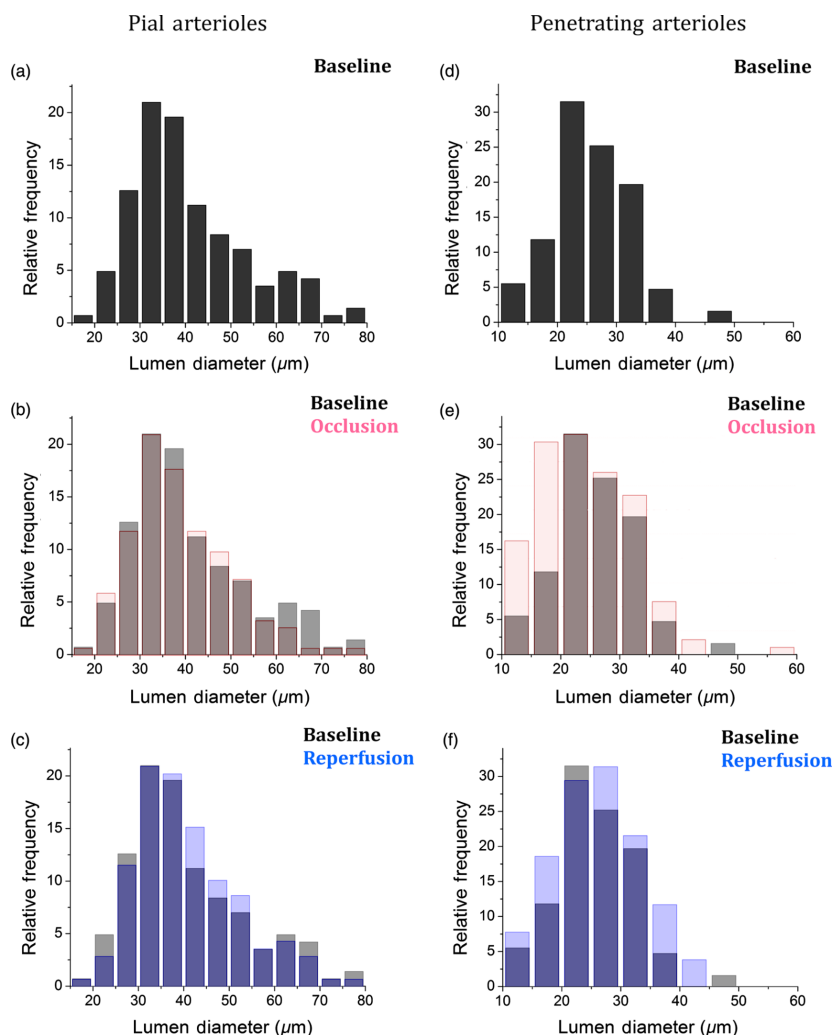 Pial arterioles
Penetrating arterioles
(a)
Baseline
20
15
10
5
0
Relative frequency
20 30 40 50 60 70 80
Lumen diameter (µm)
(d)
Baseline
30
25
20
15
10
5
0
Relative frequency
10 20 30 40 50 60
Lumen diameter (µm)
(b)
Baseline
Occlusion
20
15
10
5
0
Relative frequency
20 30 40 50 60 70 80
Lumen diameter (µm)
(e)
Baseline
Occlusion
30
25
20
15
10
5
0
Relative frequency
10 20 30 40 50 60
Lumen diameter (µm)
(c)
Baseline
Reperfusion
20
15
10
5
0
Relative frequency
20 30 40 50 60 70 80
Lumen diameter (µm)
(f)
Baseline
Reperfusion
30
25
20
15
10
5
0
Relative frequency
10 20 30 40 50 60
Lumen diameter (µm)